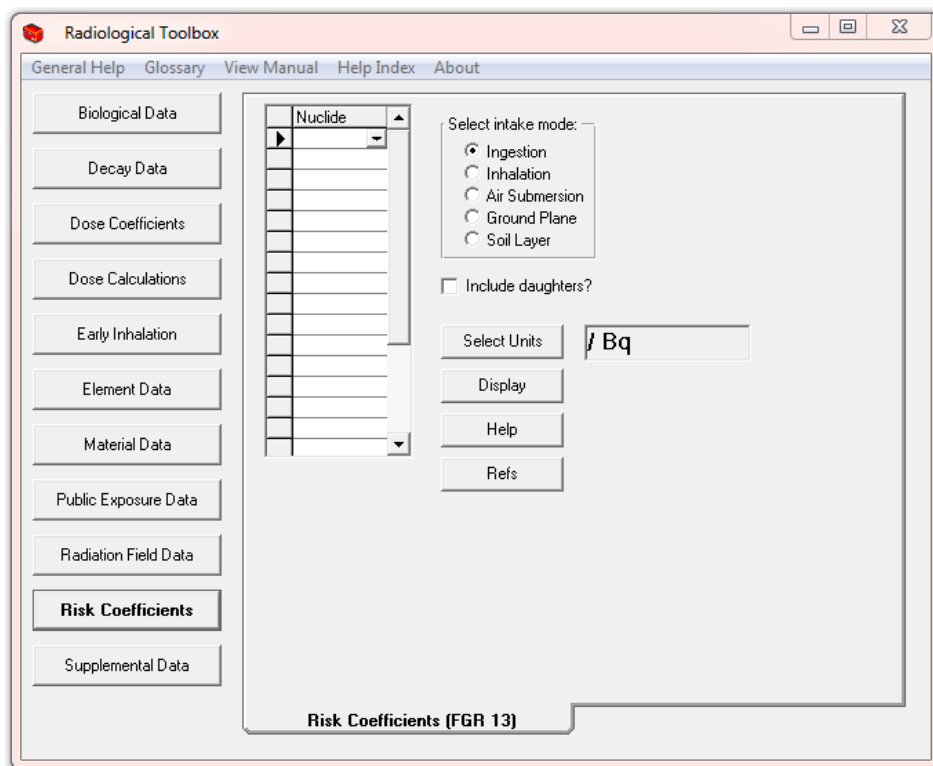 Radiological Toolbox
General Help Glossary View Manual Help Index About
Biological Data
Decay Data
Dose Coefficients
Dose Calculations
Early Inhalation
Element Data
Material Data
Public Exposure Data
Radiation Field Data
Risk Coefficients
Supplemental Data
Nuclide
Select intake mode:
Ingestion
Inhalation
Air Submersion
Ground Plane
Soil Layer
Include daughters?
Select Units / Bq
Display
Help
Refs
Risk Coefficients (FGR 13)